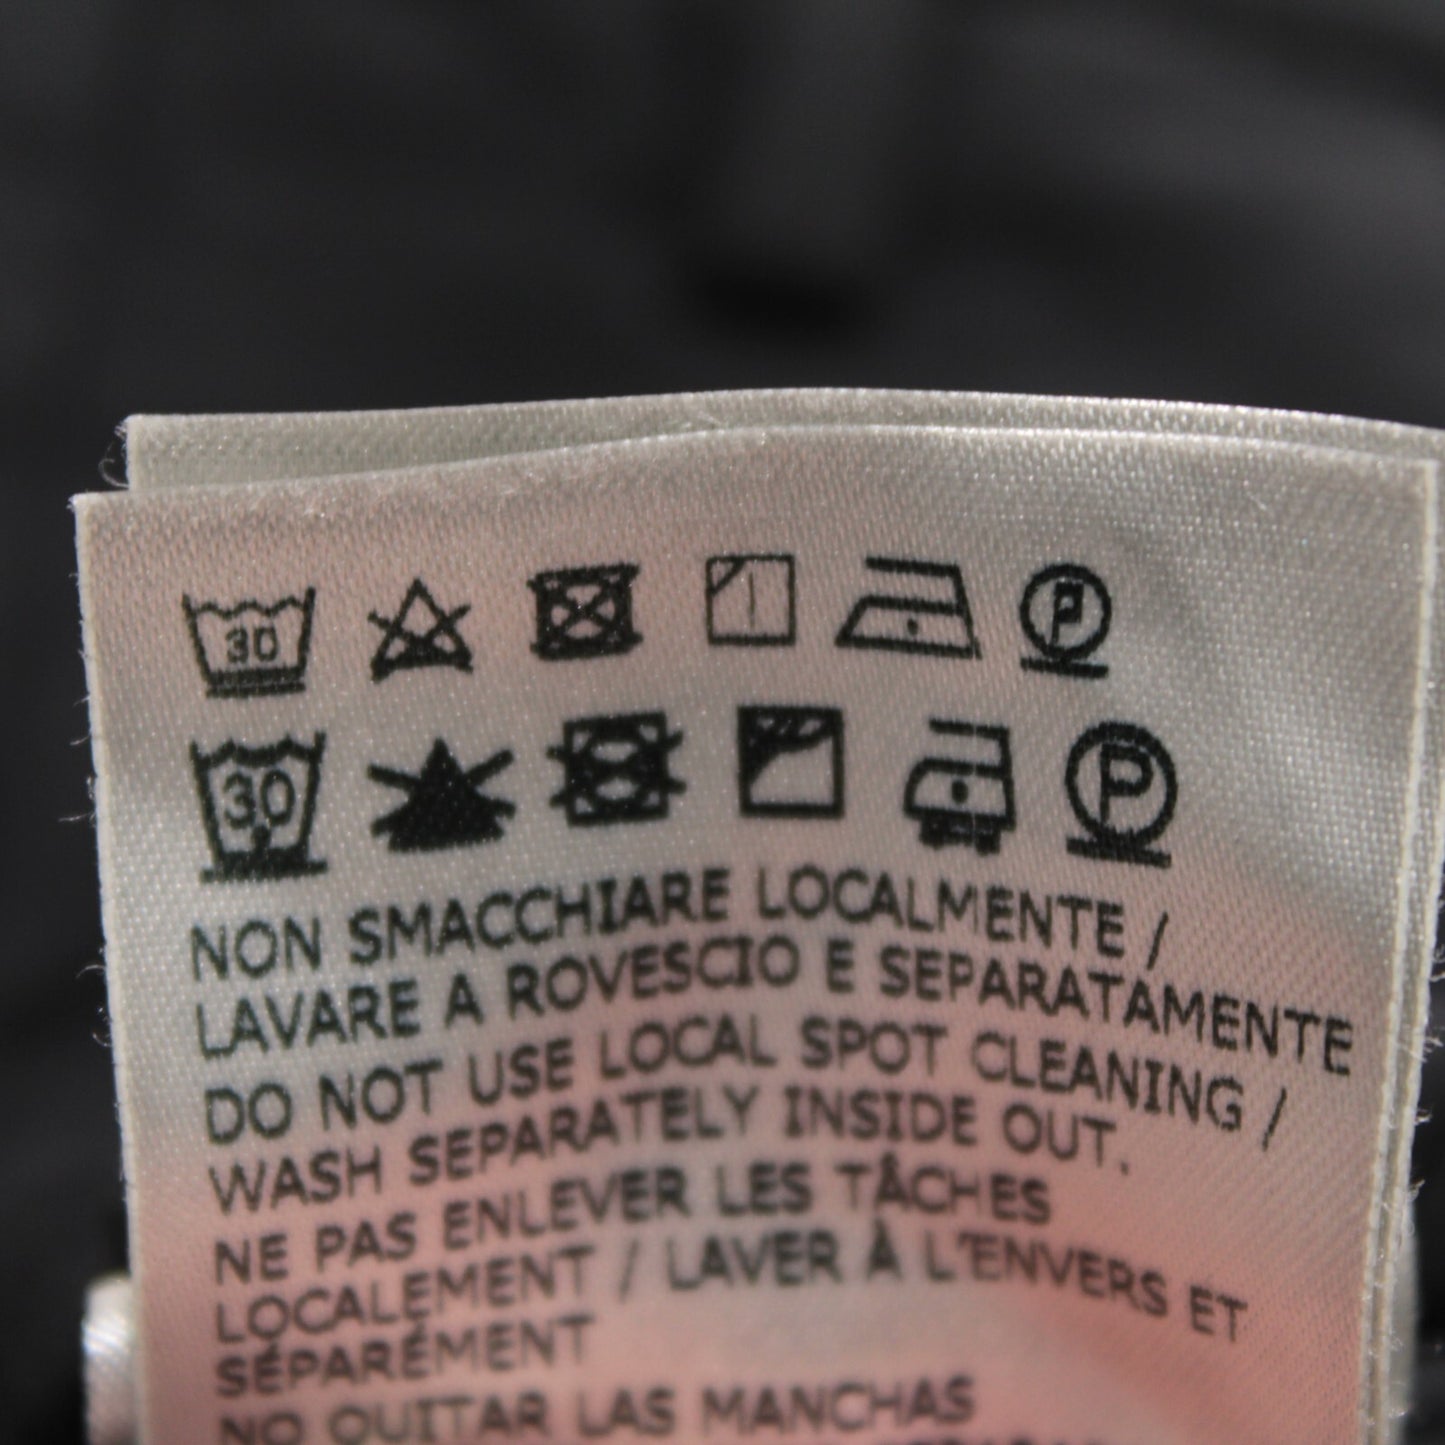 30
P
30
P
NON SMACCHIARE LOCALMENTE /
LAVARE A ROVESCIO E SEPARATAMENTE
DO NOT USE LOCAL SPOT CLEANING /
WASH SEPARATELY INSIDE OUT.
NE PAS ENLEVER LES TÂCHES
LOCALEMENT / LAVER À L'ENVERS ET
SÉPARÉMENT
NO QUITAR LAS MANCHAS